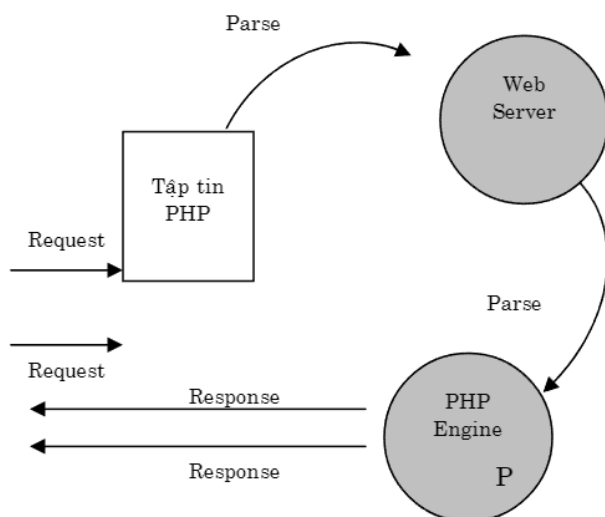 Parse
Web
Server
Tập tin
PHP
Request
Parse
Request
Response
PHP
Engine
P
Response